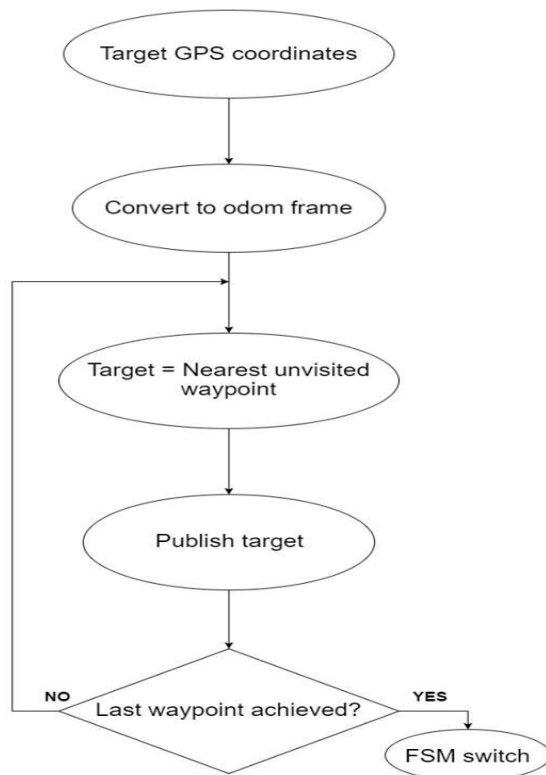 Target GPS coordinates
Convert to odom frame
Target = Nearest unvisited
waypoint
Publish target
Last waypoint achieved?
NO
YES
FSM switch